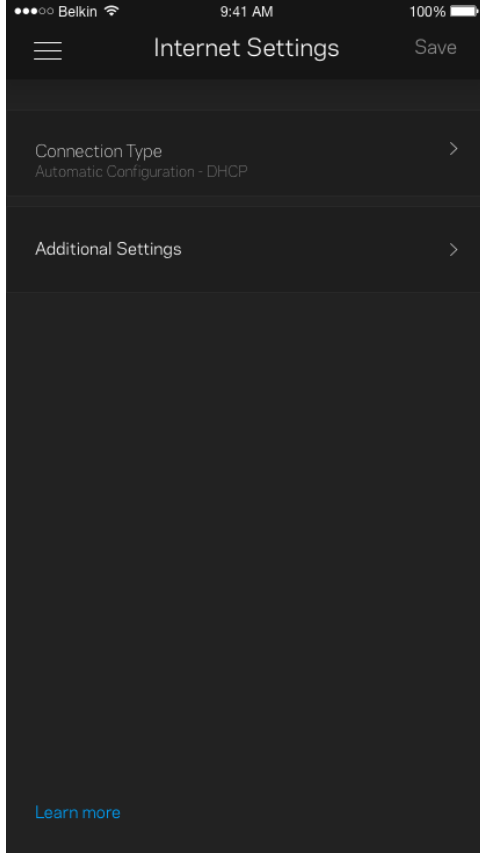 Belkin 9:41 AM 100%
Internet Settings Save
Connection Type
Automatic Configuration - DHCP
Additional Settings
Learn more